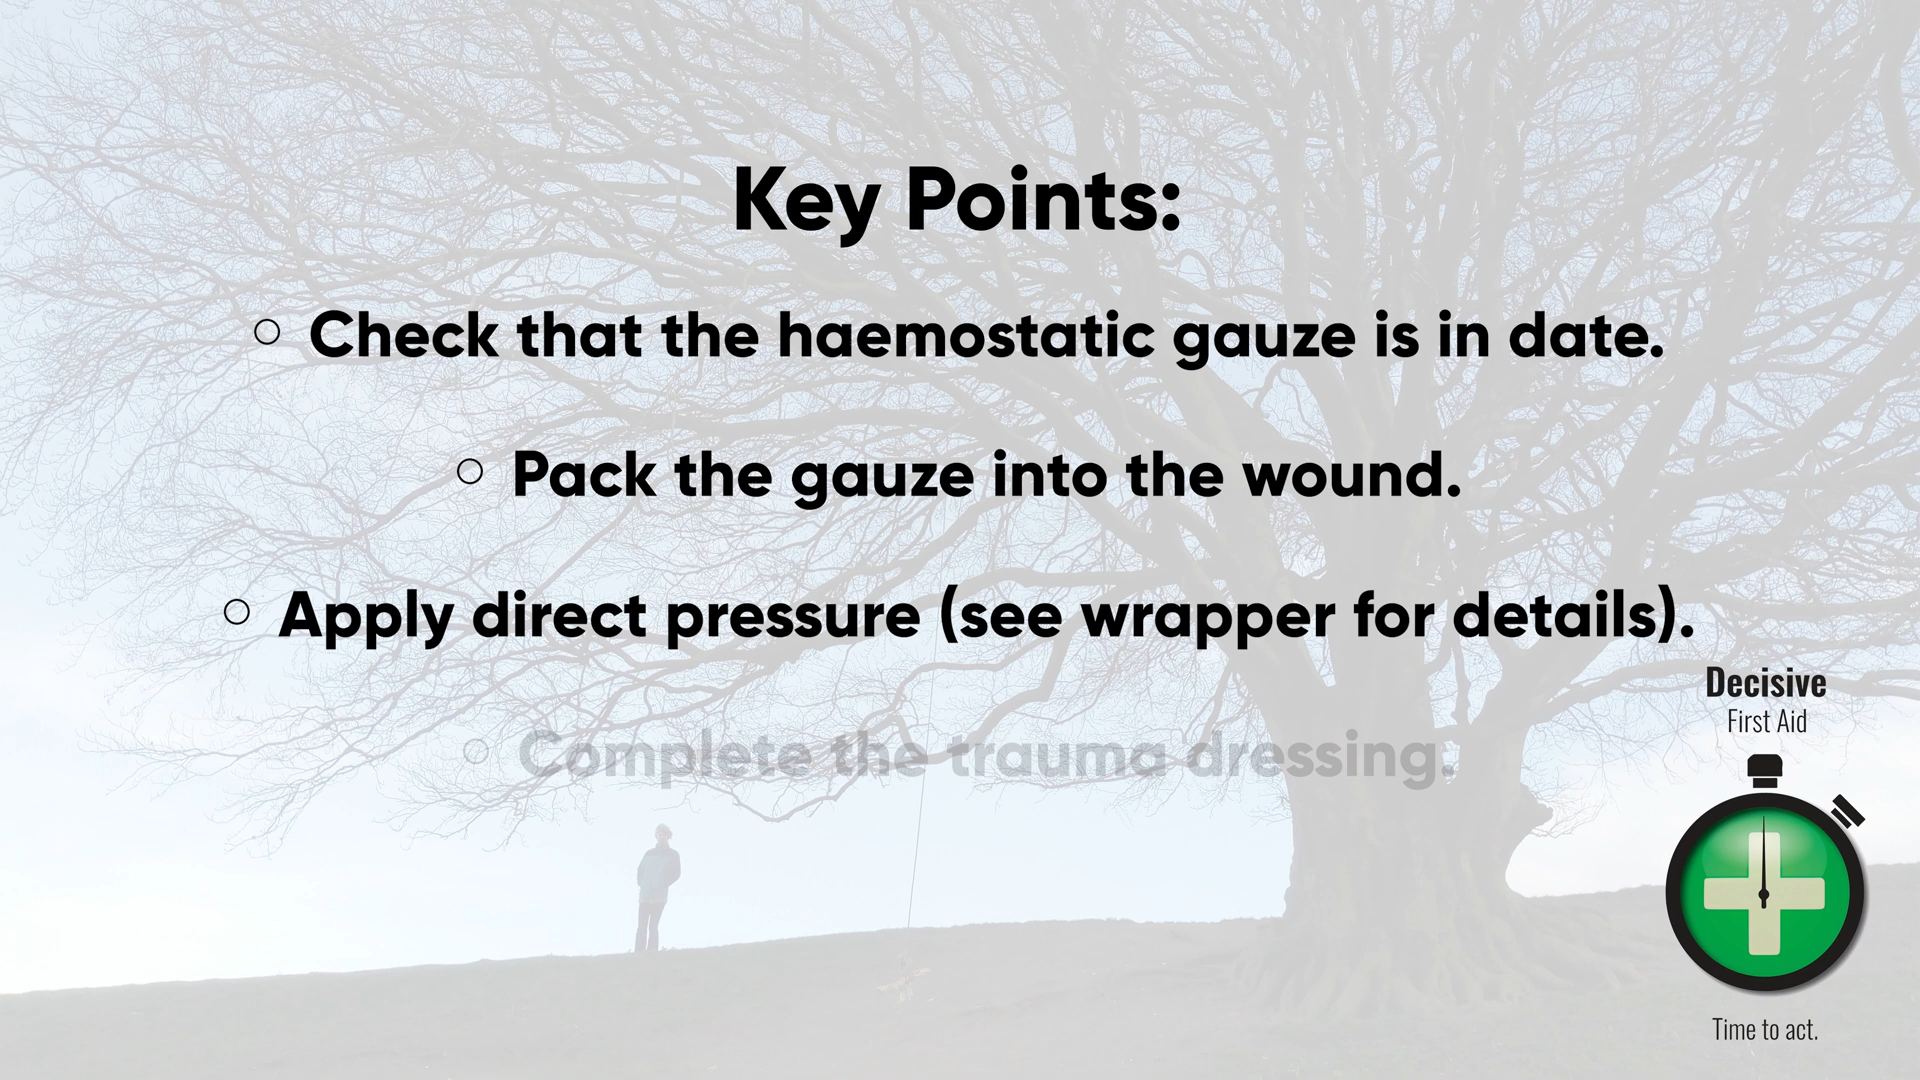 Key Points:
○ Check that the haemostatic gauze is in date.
○ Pack the gauze into the wound.
○ Apply direct pressure (see wrapper for details).
○ Complete the trauma dressing.
Decisive
First Aid
Time to act.